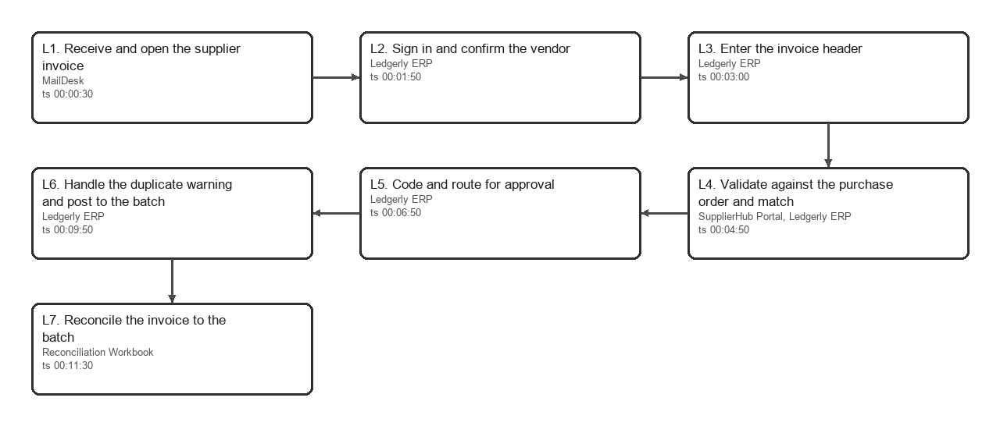 L1. Receive and open the supplier
invoice
MailDesk
ts 00:00:30
L2. Sign in and confirm the vendor
Ledgerly ERP
ts 00:01:50
L3. Enter the invoice header
Ledgerly ERP
ts 00:03:00
L4. Validate against the purchase
order and match
SupplierHub Portal, Ledgerly ERP
ts 00:04:50
L5. Code and route for approval
Ledgerly ERP
ts 00:06:50
L6. Handle the duplicate warning
and post to the batch
Ledgerly ERP
ts 00:09:50
L7. Reconcile the invoice to the
batch
Reconciliation Workbook
ts 00:11:30